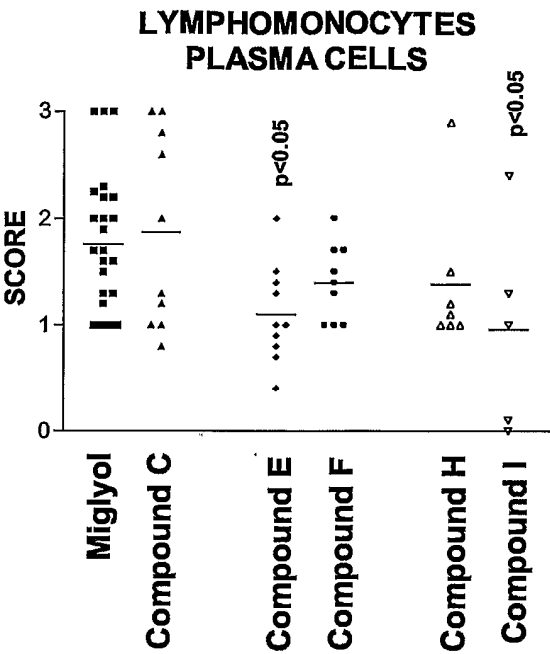 LYMPHOMONOCYTES
PLASMA CELLS
SCORE
3
2
1
0
p<0.05
p<0.05
Miglyol
Compound C
Compound E
Compound F
Compound H
Compound I